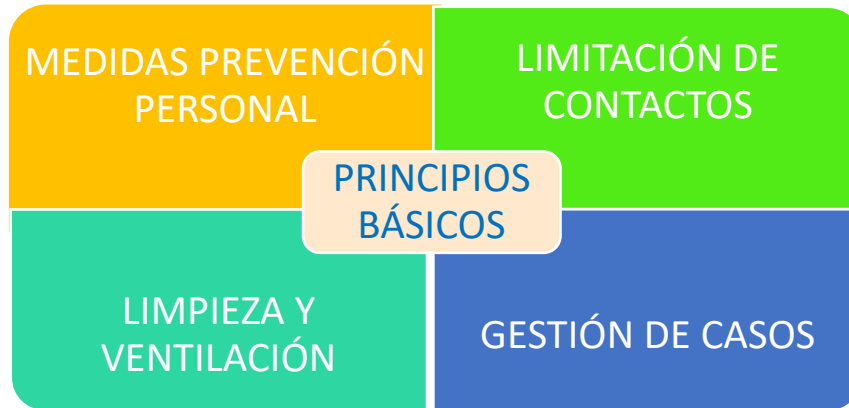 MEDIDAS PREVENCIÓN
PERSONAL
LIMITACIÓN DE
CONTACTOS
PRINCIPIOS
BÁSICOS
LIMPIEZA Y
VENTILACIÓN
GESTIÓN DE CASOS